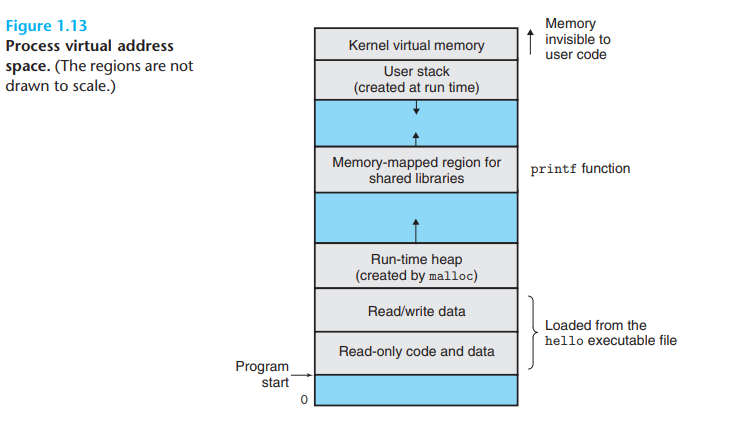 Figure 1.13
Process virtual address
space. (The regions are not
drawn to scale.)
Memory
invisible to
user code
Kernel virtual memory
User stack
(created at run time)
Memory-mapped region for
shared libraries
printf function
Run-time heap
(created by malloc)
Read/write data
Loaded from the
hello executable file
Read-only code and data
Program
start
0